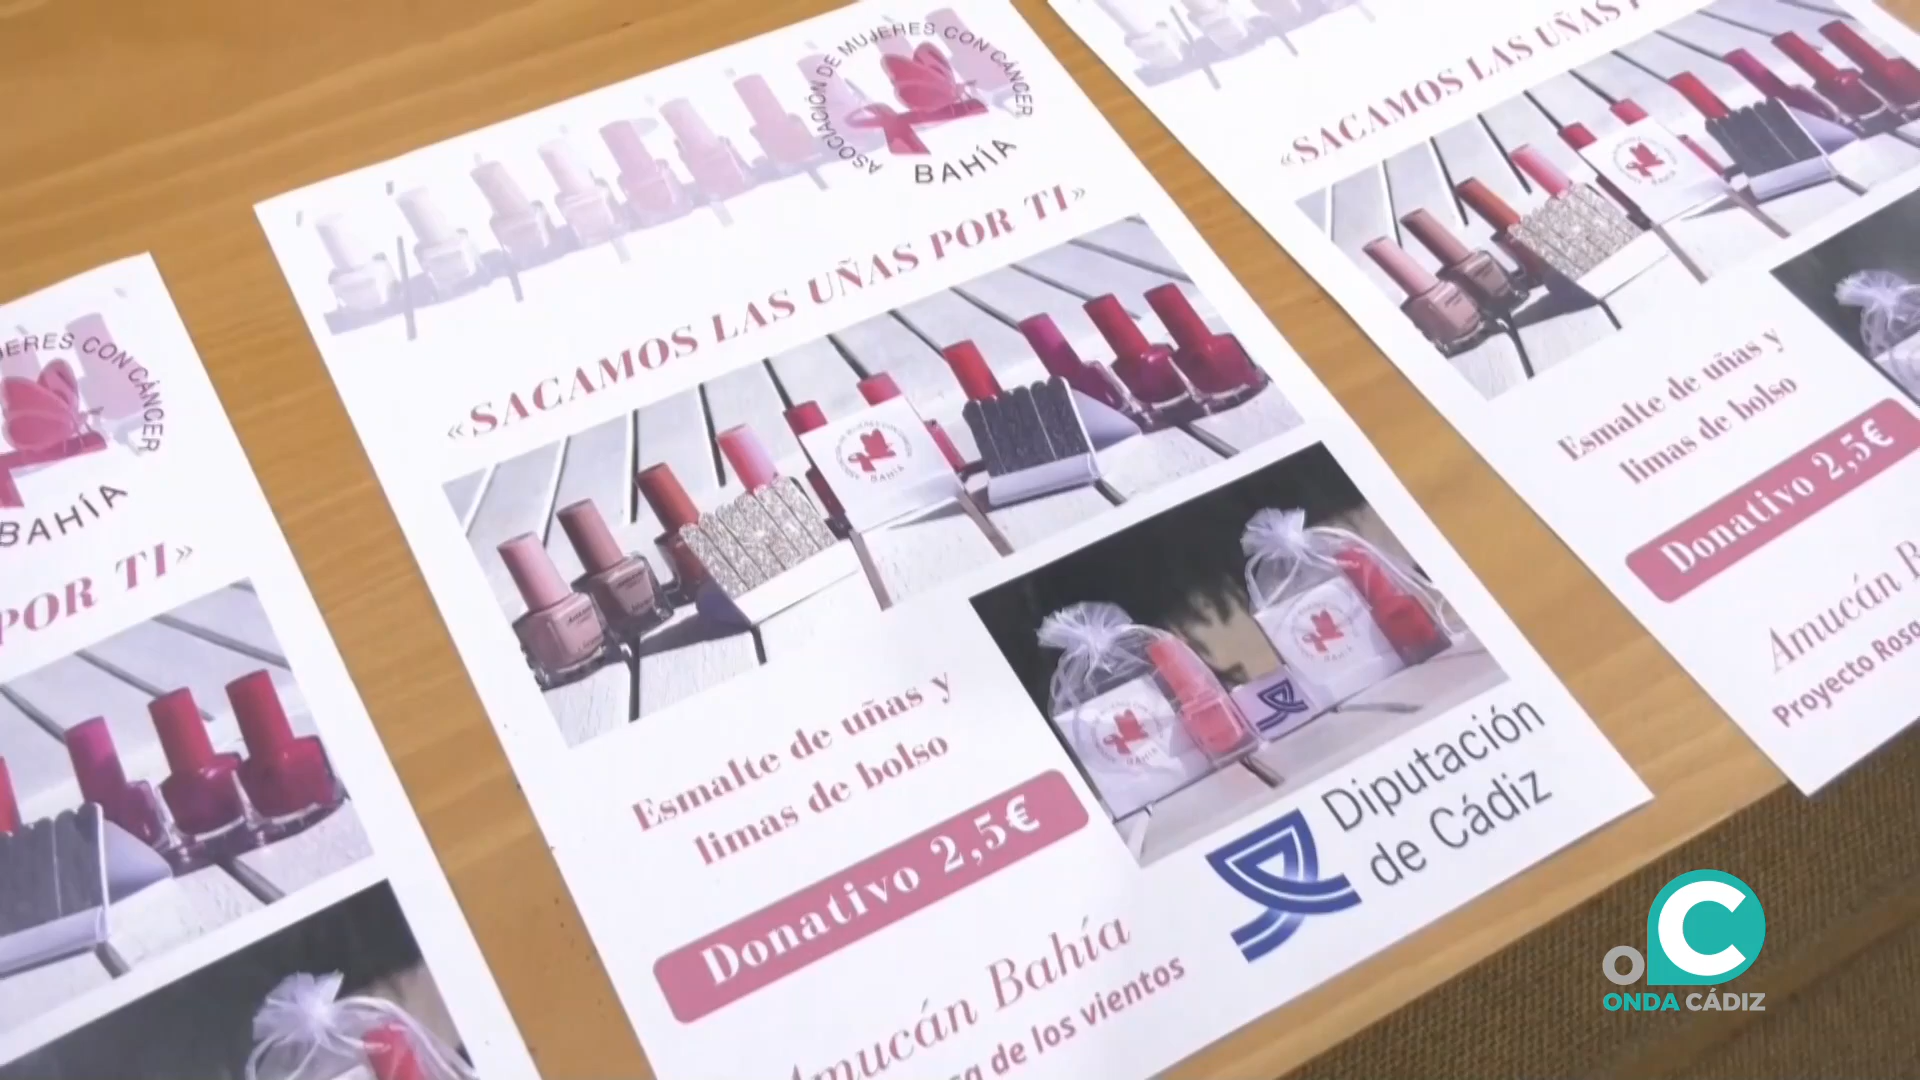 ASOCIACIÓN DE MUJERES CON CÁNCER
BAHÍA
«SACAMOS LAS UÑAS POR TI»
Esmalte de uñas y
limas de bolso
Donativo 2,5€
Amucán Bahía
de los vientos
Diputación
de Cádiz
CON CÁNCER
BAHÍA
POR TI»
«SACAMOS LAS UÑAS
Esmalte de uñas y
limas de bolso
Donativo 2,5€
Amucán
Proyecto Rosa
ONDA CÁDIZ